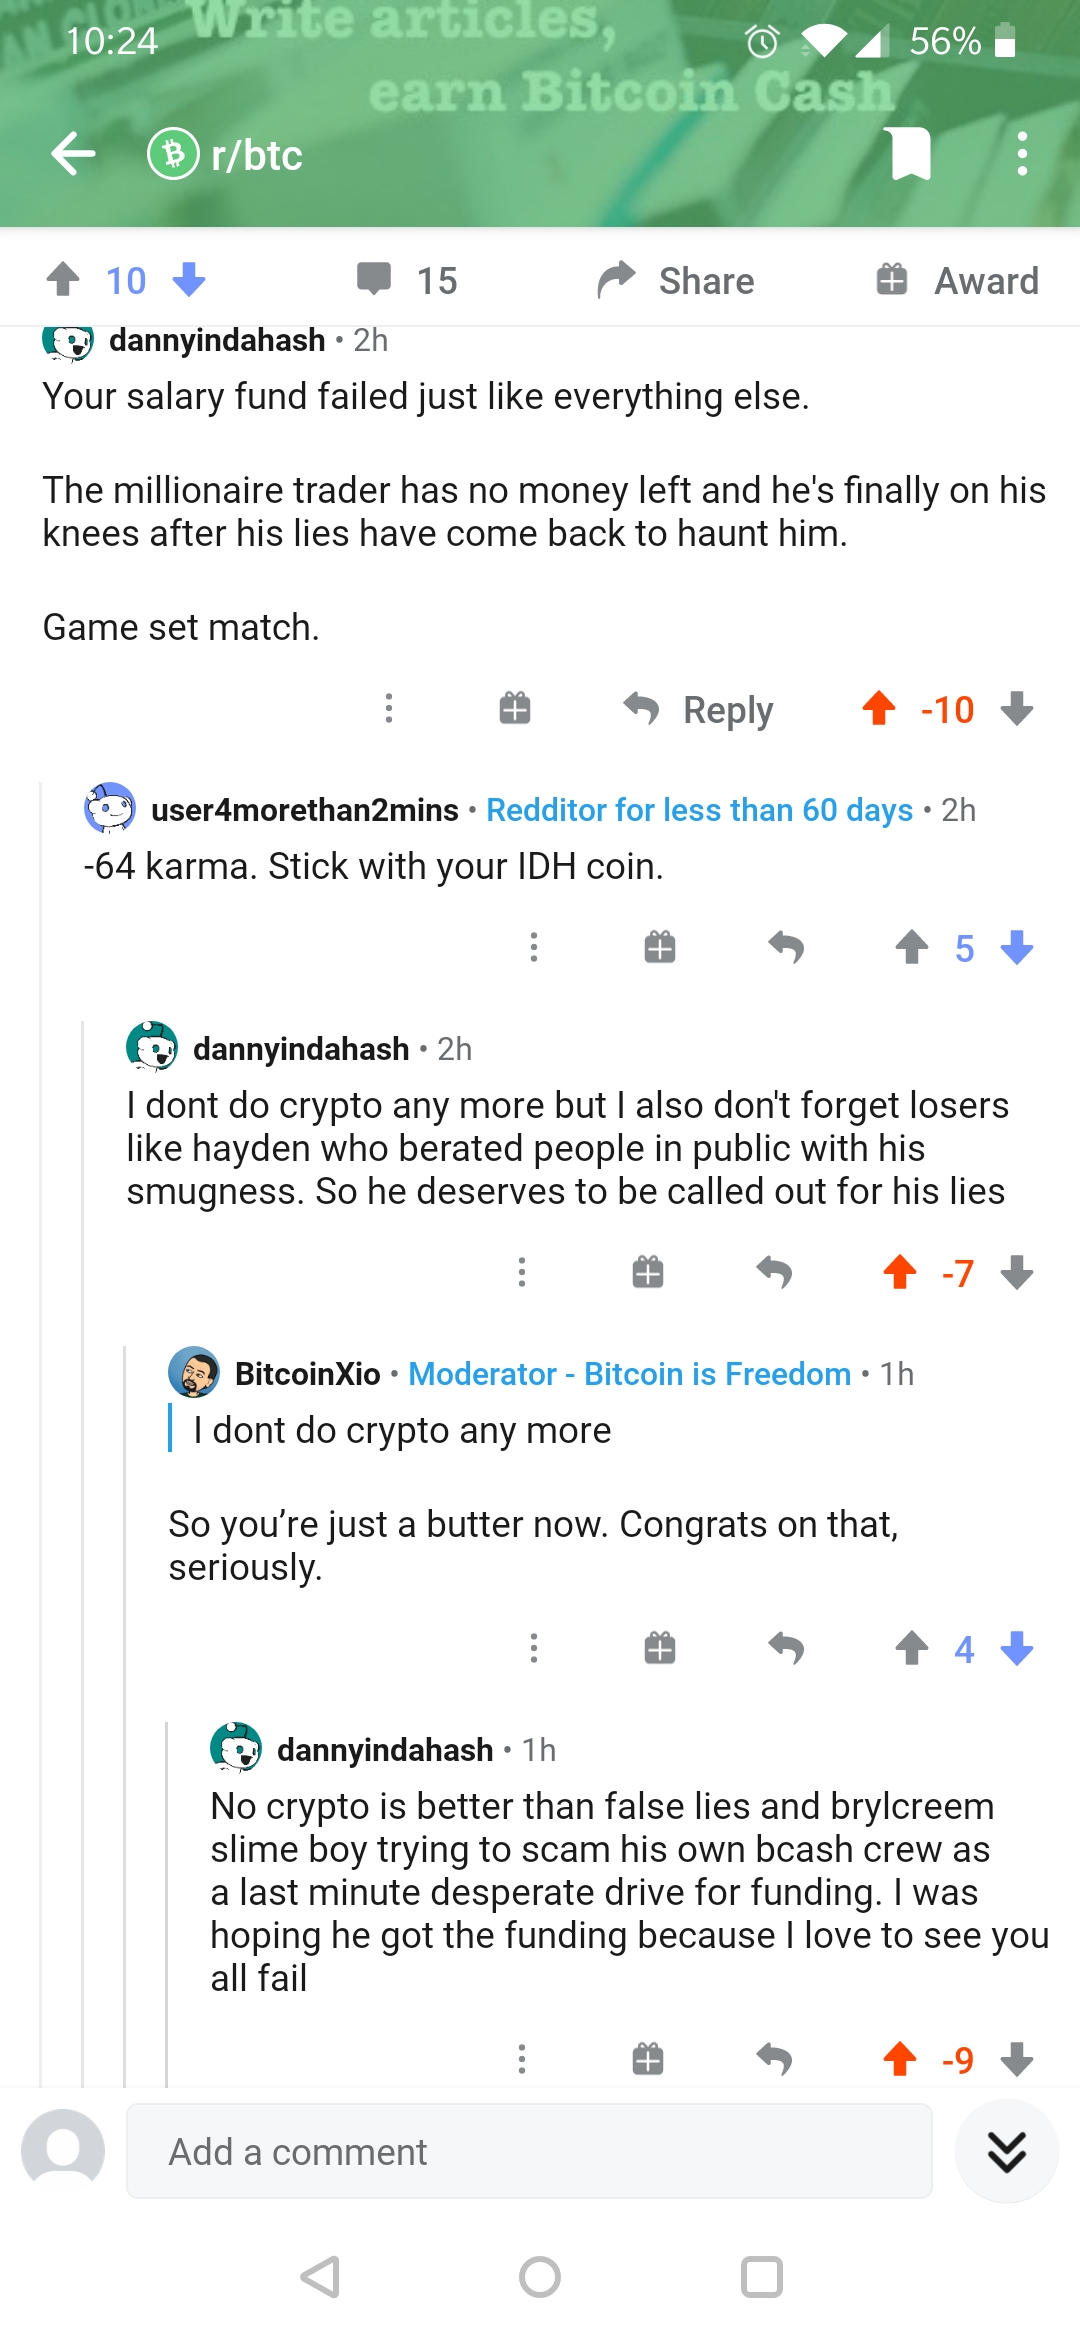 Write articles,
10:24 56%
earn Bitcoin Cash
r/btc
10 15 Share Award
dannyindahash • 2h
Your salary fund failed just like everything else.
The millionaire trader has no money left and he's finally on his
knees after his lies have come back to haunt him.
Game set match.
Reply -10
user4morethan2mins • Redditor for less than 60 days • 2h
-64 karma. Stick with your IDH coin.
5
dannyindahash • 2h
I dont do crypto any more but I also don't forget losers
like hayden who berated people in public with his
smugness. So he deserves to be called out for his lies
-7
BitcoinXio • Moderator - Bitcoin is Freedom • 1h
I dont do crypto any more
So you’re just a butter now. Congrats on that,
seriously.
4
dannyindahash • 1h
No crypto is better than false lies and brylcreem
slime boy trying to scam his own bcash crew as
a last minute desperate drive for funding. I was
hoping he got the funding because I love to see you
all fail
-9
Add a comment